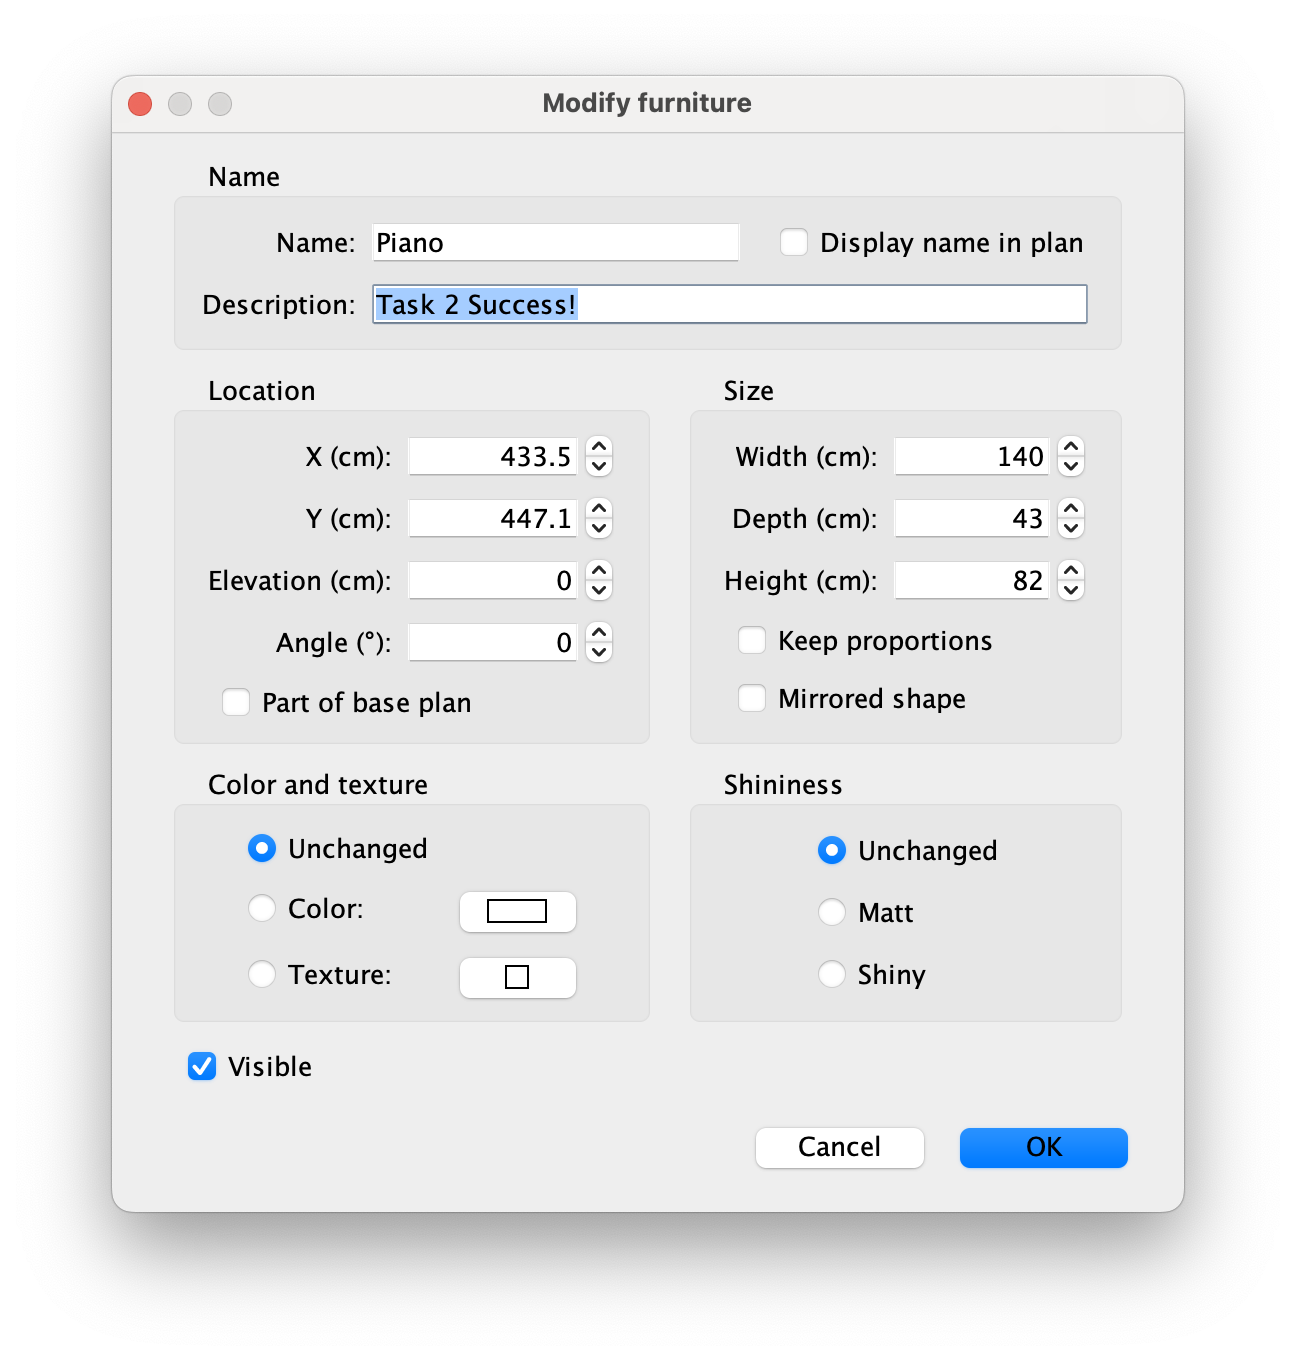 Modify furniture
Name
Name: Piano Display name in plan
Description: Task 2 Success!
Location
X (cm): 433.5
Y (cm): 447.1
Elevation (cm): 0
Angle (°): 0
Part of base plan
Size
Width (cm): 140
Depth (cm): 43
Height (cm): 82
Keep proportions
Mirrored shape
Color and texture
Unchanged
Color:
Texture:
Shininess
Unchanged
Matt
Shiny
Visible
Cancel OK